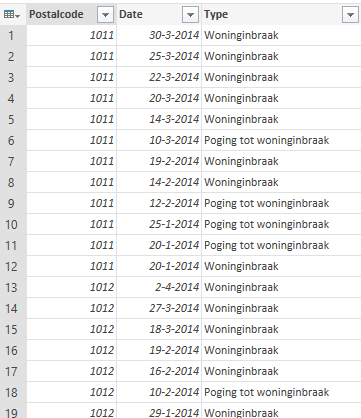 Postalcode Date Type
1 1011 30-3-2014 Woninginbraak
2 1011 25-3-2014 Woninginbraak
3 1011 22-3-2014 Woninginbraak
4 1011 20-3-2014 Woninginbraak
5 1011 14-3-2014 Woninginbraak
6 1011 10-3-2014 Poging tot woninginbraak
7 1011 19-2-2014 Woninginbraak
8 1011 14-2-2014 Woninginbraak
9 1011 12-2-2014 Poging tot woninginbraak
10 1011 25-1-2014 Poging tot woninginbraak
11 1011 20-1-2014 Poging tot woninginbraak
12 1011 20-1-2014 Woninginbraak
13 1012 2-4-2014 Woninginbraak
14 1012 27-3-2014 Woninginbraak
15 1012 18-3-2014 Woninginbraak
16 1012 19-2-2014 Woninginbraak
17 1012 16-2-2014 Woninginbraak
18 1012 10-2-2014 Poging tot woninginbraak
19 1012 29-1-2014 Woninginbraak